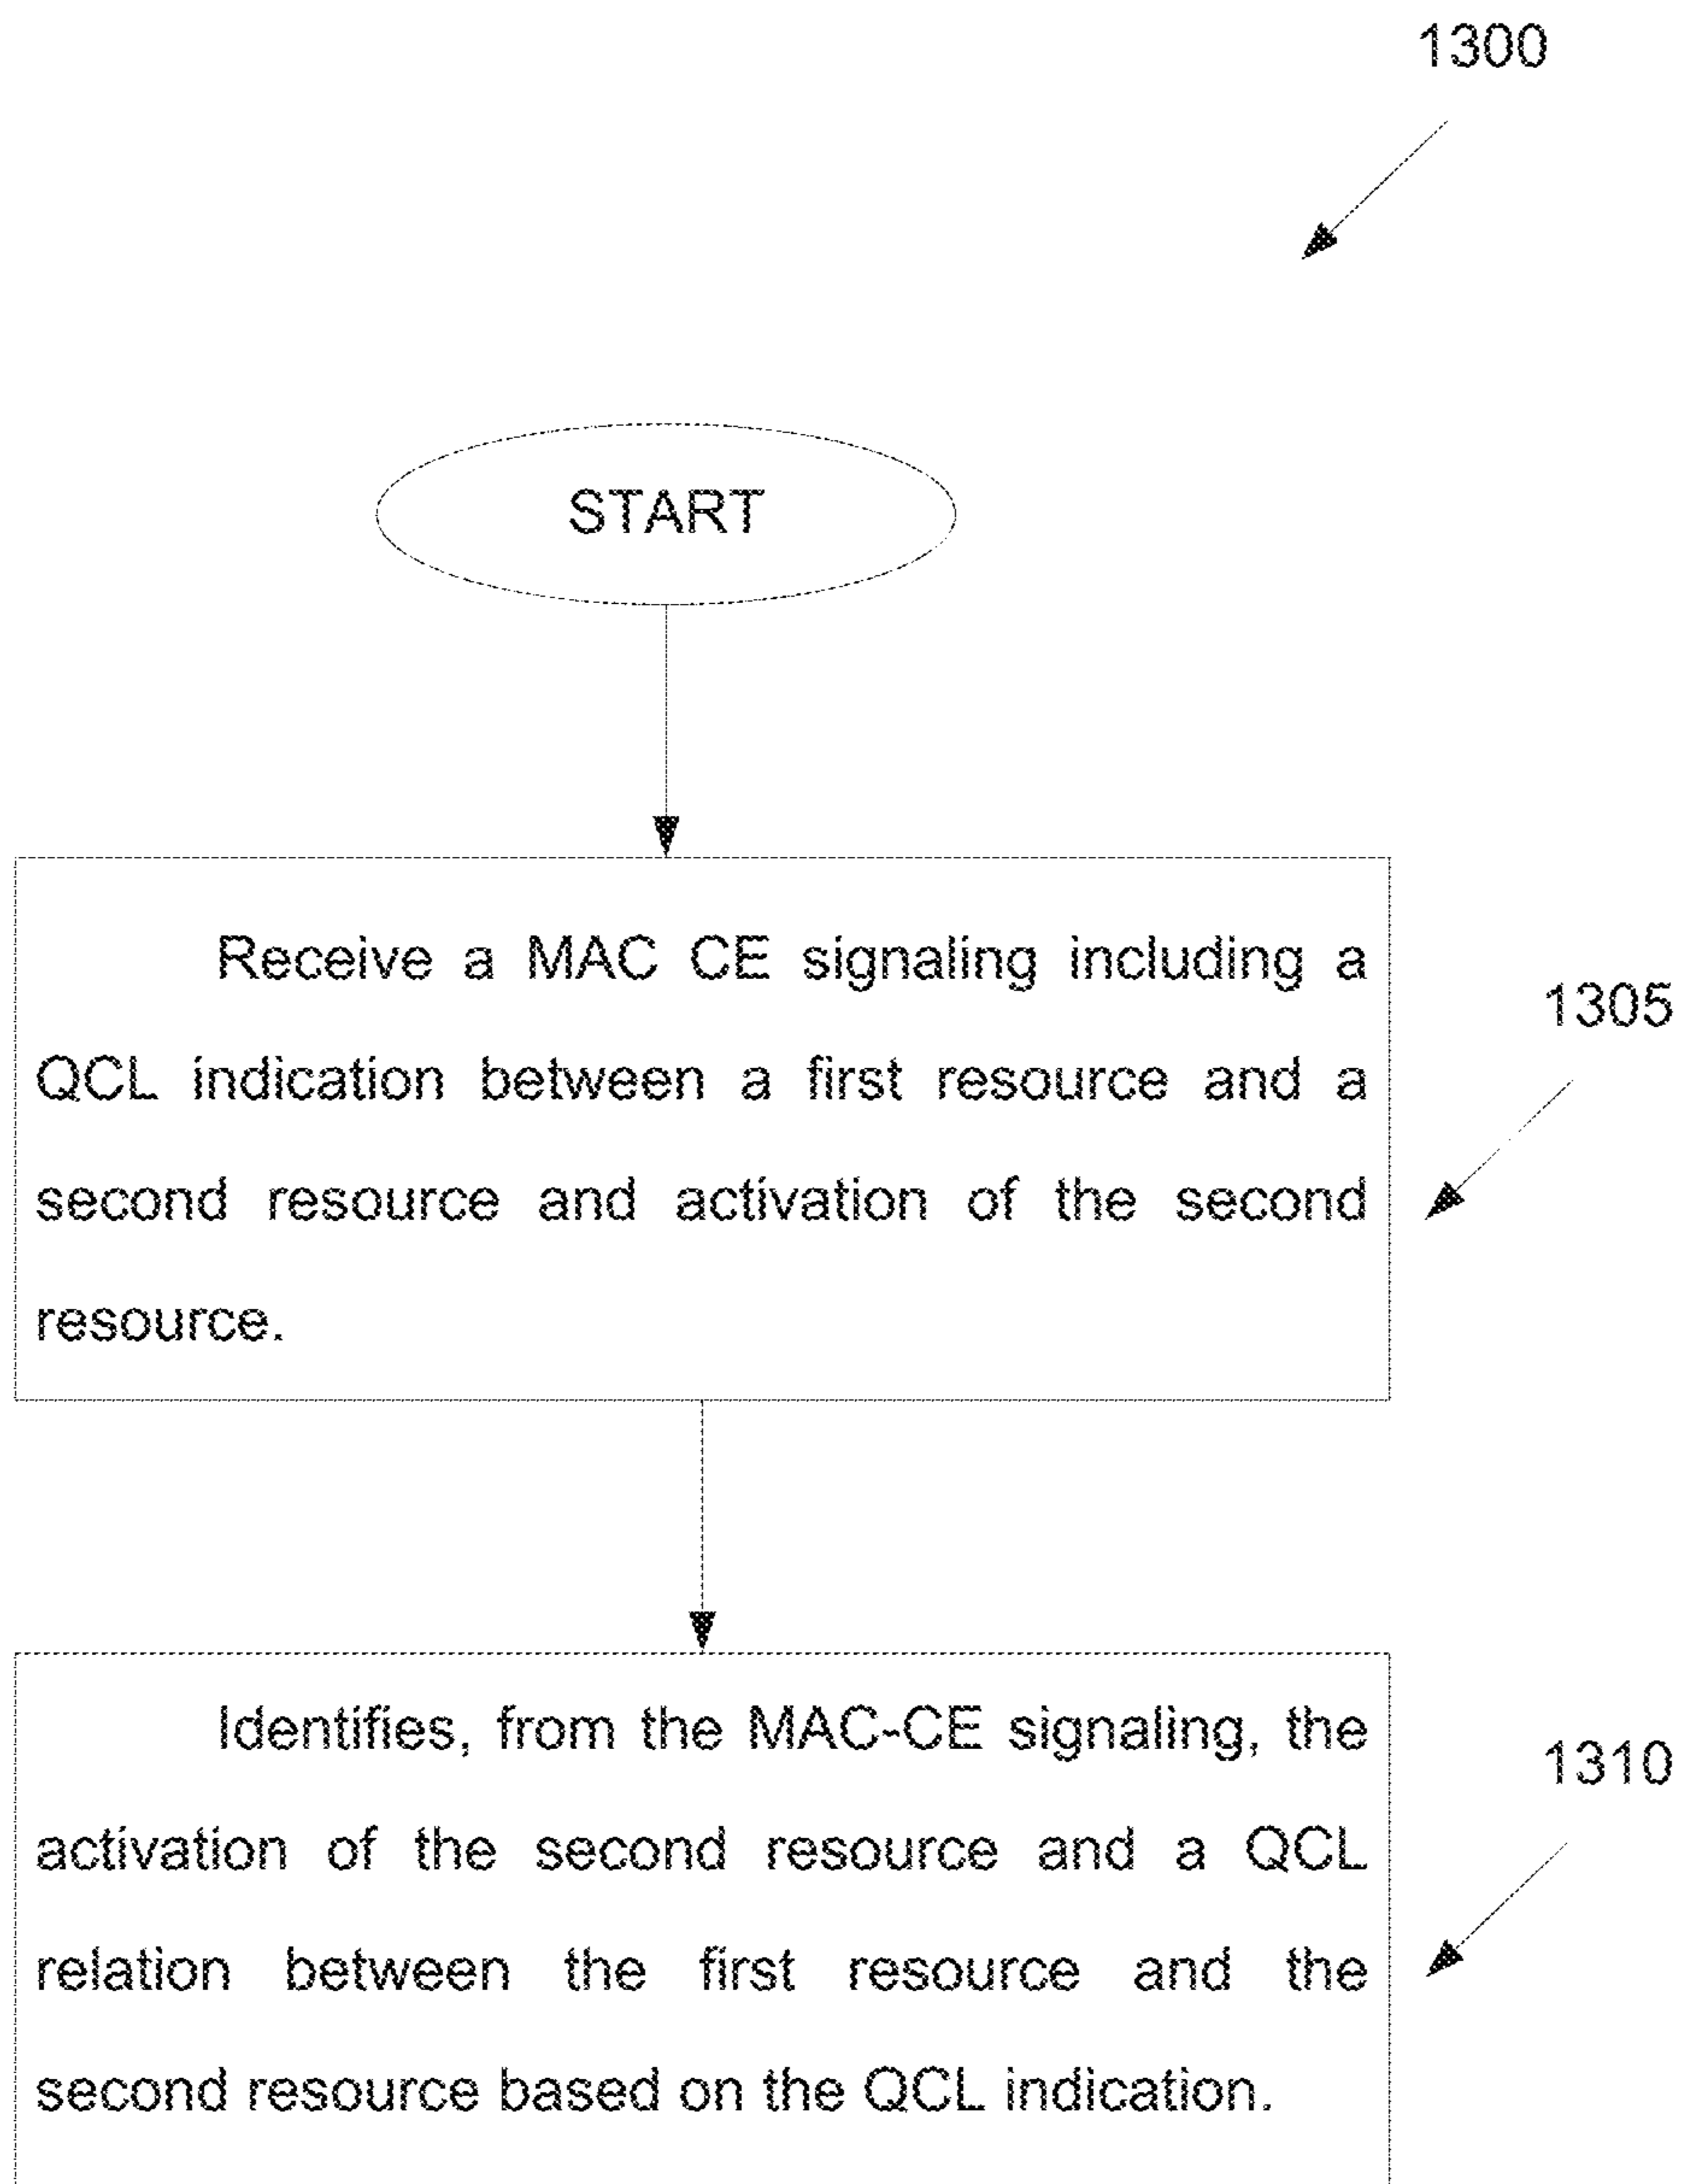 1300
START
Receive a MAC CE signaling including a
QCL indication between a first resource and a
second resource and activation of the second
resource.
1305
Identifies, from the MAC-CE signaling, the
activation of the second resource and a QCL
relation between the first resource and the
second resource based on the QCL indication.
1310